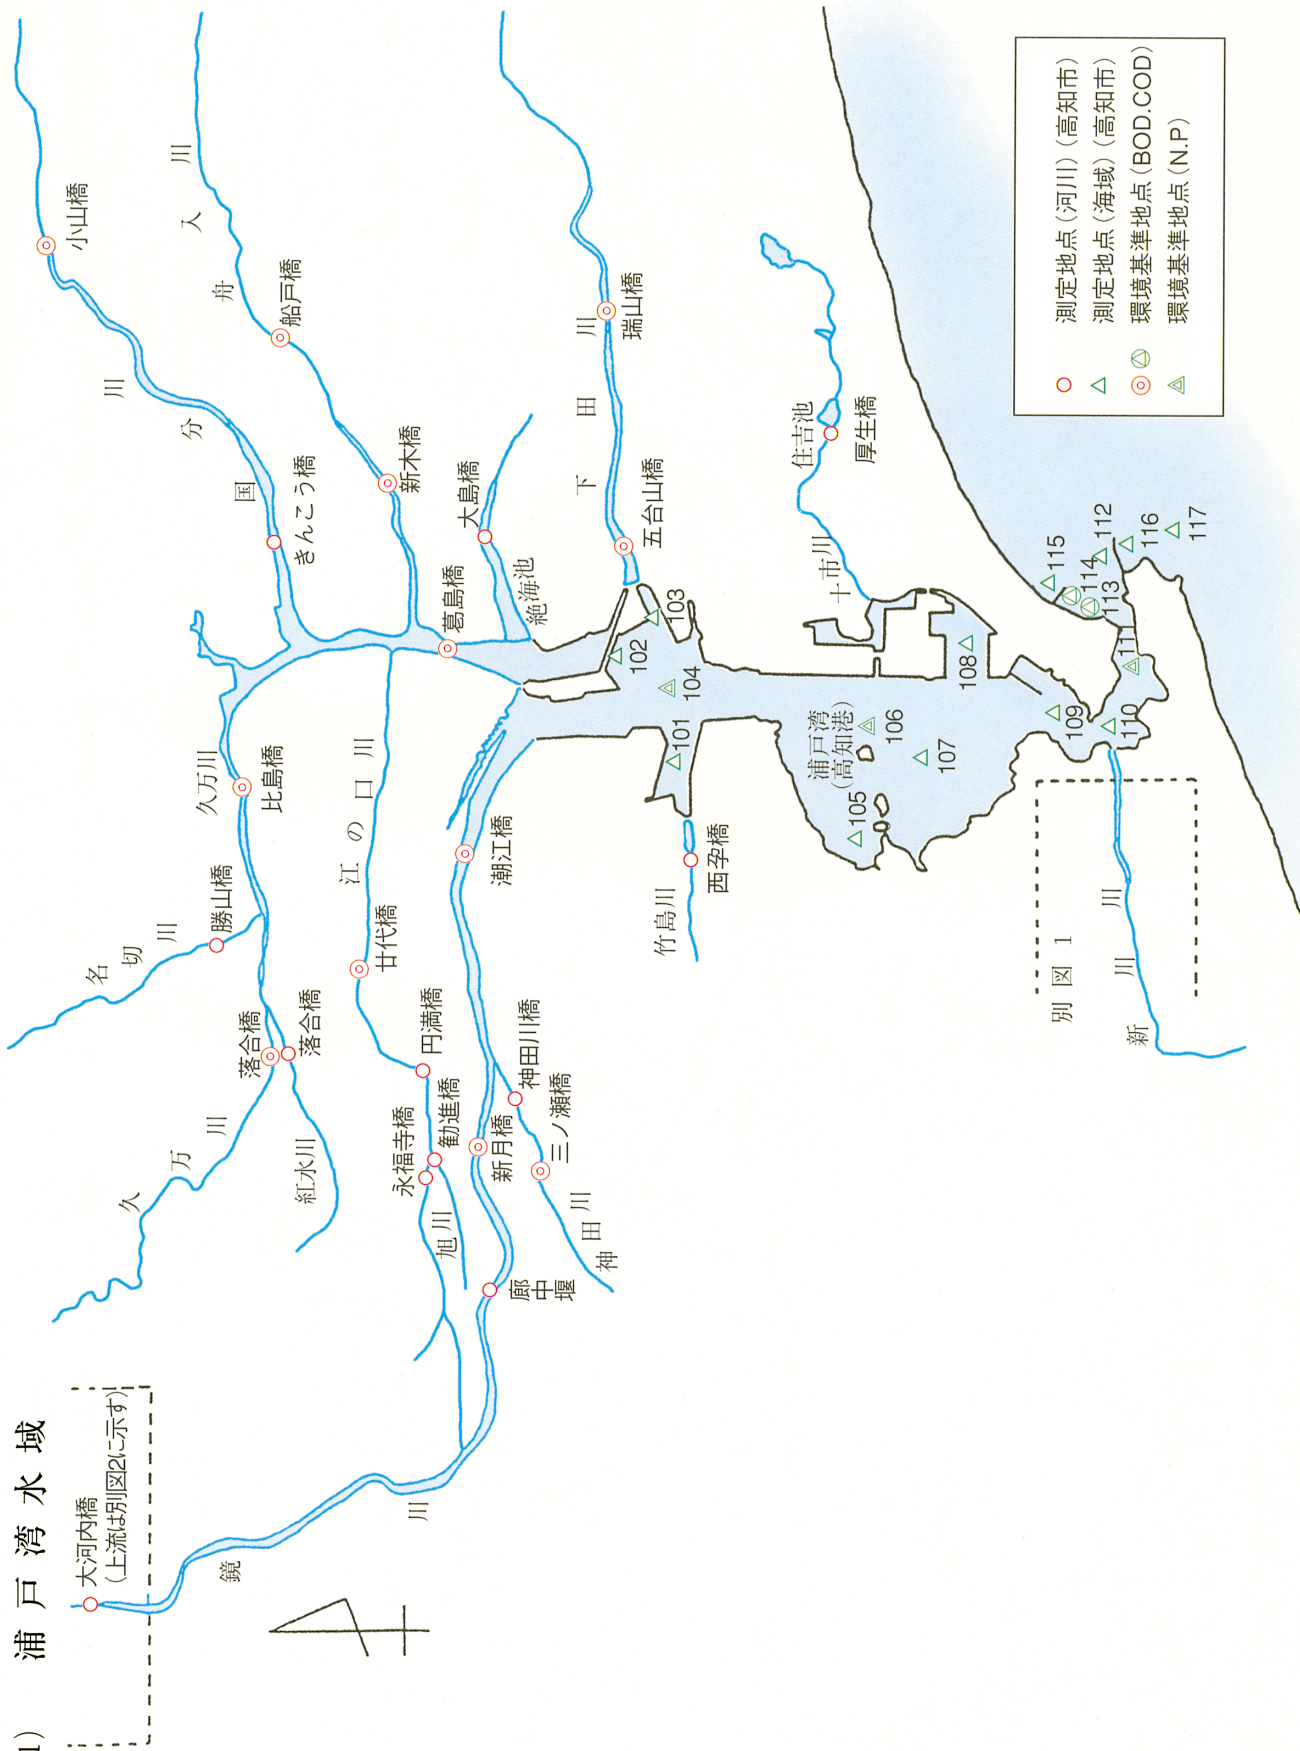 1)　浦戸湾水域
大河内橋
(上流は別図2に示す)
鏡川
廊中堰
新月橋
潮江橋
旭川
永福寺橋
勧進橋
円満橋
廿代橋
江の口川
神田川
三ノ瀬橋
神田川橋
久万川
落合橋
落合橋
紅水川
名切川
勝山橋
久万川
比島橋
国分川
小山橋
きんこう橋
舟入川
船戸橋
新木橋
葛島橋
大島橋
絶海池
下田川
瑞山橋
五台山橋
竹島川
西孕橋
十市川
住吉池
厚生橋
浦戸湾
(高知港)
新川川
別図 1
101
102
103
104
105
106
107
108
109
110
111
112
113
114
115
116
117
測定地点(河川)(高知市)
測定地点(海域)(高知市)
環境基準地点(BOD.COD)
環境基準地点(N.P)